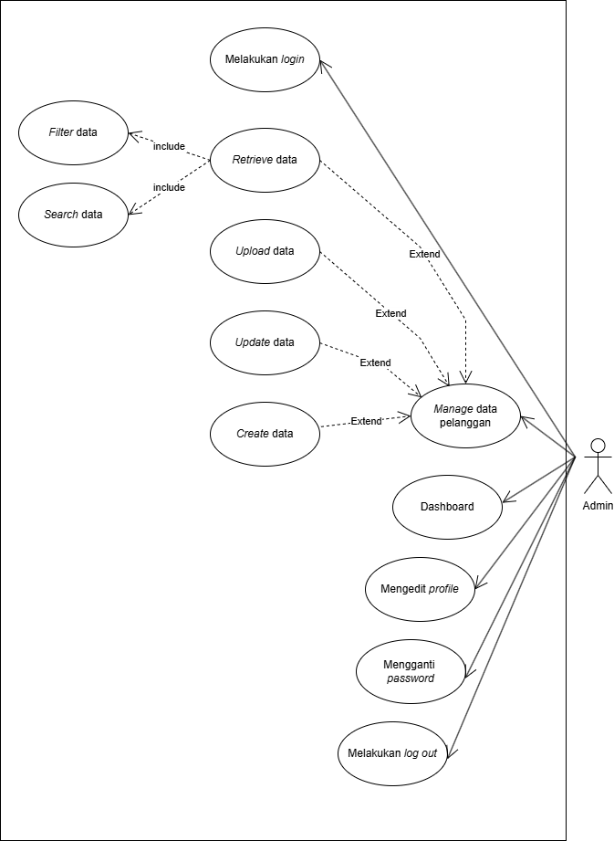 Melakukan login
Filter data
include
Retrieve data
include
Search data
Upload data
Extend
Extend
Update data
Extend
Create data
Extend
Manage data
pelanggan
Admin
Dashboard
Mengedit profile
Mengganti
password
Melakukan log out